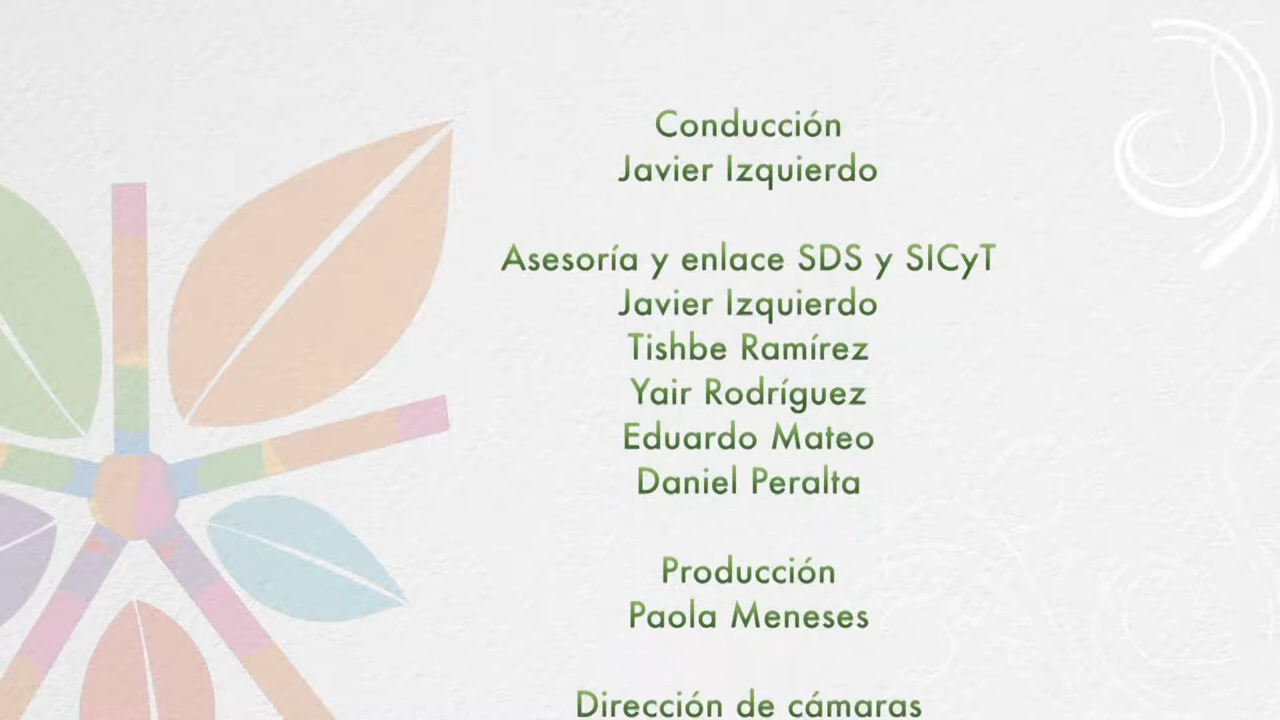 Conducción
Javier Izquierdo
Asesoría y enlace SDS y SICyT
Javier Izquierdo
Tishbe Ramírez
Yair Rodríguez
Eduardo Mateo
Daniel Peralta
Producción
Paola Meneses
Dirección de cámaras